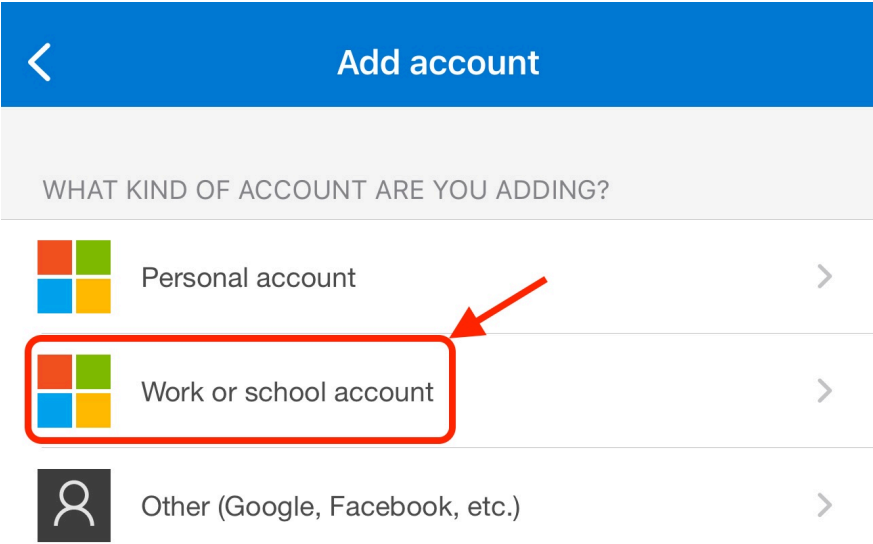 Add account
WHAT KIND OF ACCOUNT ARE YOU ADDING?
Personal account
Work or school account
Other (Google, Facebook, etc.)